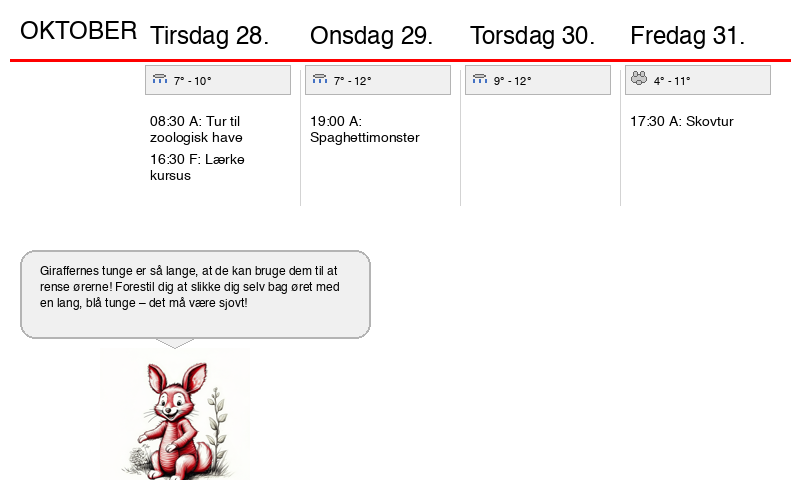 OKTOBER
Tirsdag 28.
Onsdag 29.
Torsdag 30.
Fredag 31.
7° - 10°
7° - 12°
9° - 12°
4° - 11°
08:30 A: Tur til
zoologisk have
16:30 F: Lærke
kursus
19:00 A:
Spaghettimonster
17:30 A: Skovtur
Giraffernes tunge er så lange, at de kan bruge dem til at
rense ørerne! Forestil dig at slikke dig selv bag øret med
en lang, blå tunge – det må være sjovt!